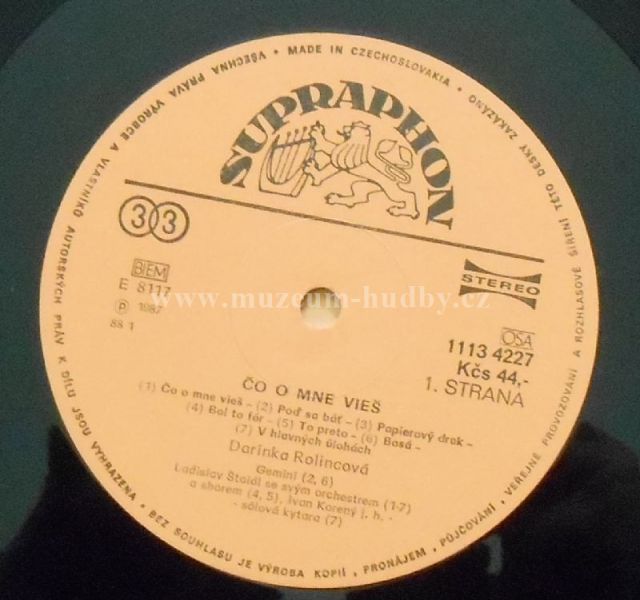 • MADE IN CZECHOSLOVAKIA • VŠECHNA PRÁVA VÝROBCE A VLASTNÍKŮ AUTORSKÝCH PRÁV K DÍLU JSOU VYHRAZENA • BEZ SOUHLASU JE VÝROBA KOPIÍ, PRONÁJEM, PŮJČOVÁNÍ, VEŘEJNÉ PROVOZOVÁNÍ A ROZHLASOVÉ ŠÍŘENÍ TÉTO DESKY ZAKÁZÁNO
SUPRAPHON
33
STEREO
BIEM
E 8117
Ⓟ 1987
88 1
www.muzeum-hudby.cz
OSA
1113 4227
Kčs 44,-
1. STRANA
ČO O MNE VIEŠ
(1) Čo o mne vieš – (2) Poď sa báť – (3) Papierový drak –
(4) Bol to fór – (5) To preto – (6) Bosá –
(7) V hlavných úlohách
Darinka Rolincová
Gemini (2, 6)
Ladislav Štaidl se svým orchestrem (1-7)
a sborem (4, 5), Ivan Korený j. h. -
- sólová kytara (7)